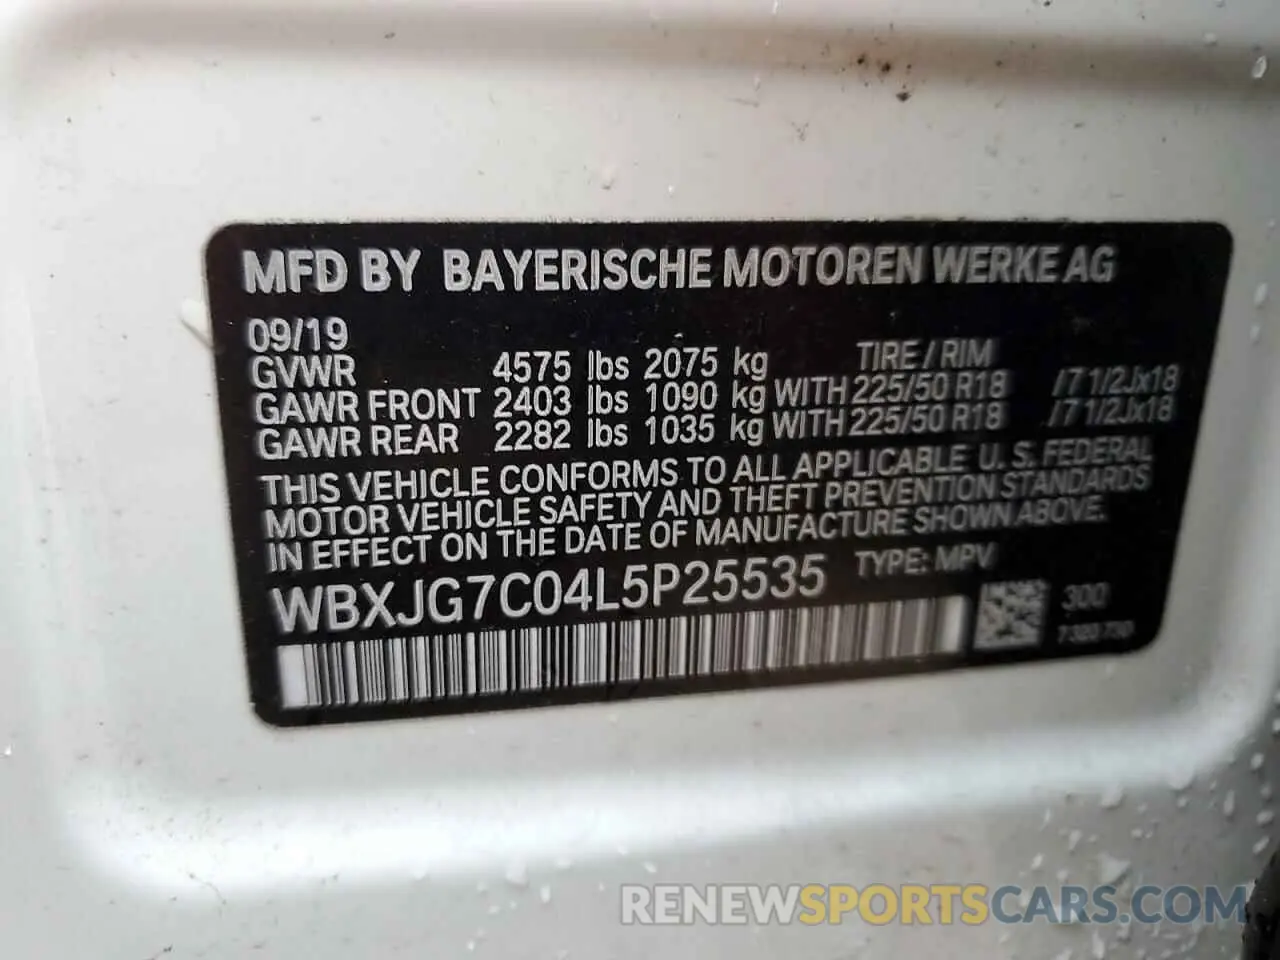 MFD BY BAYERISCHE MOTOREN WERKE AG
09/19
TIRE / RIM
GVWR 4575 lbs 2075 kg
GAWR FRONT 2403 lbs 1090 kg WITH 225/50 R18 /7 1/2Jx18
GAWR REAR 2282 lbs 1035 kg WITH 225/50 R18 /7 1/2Jx18
THIS VEHICLE CONFORMS TO ALL APPLICABLE U. S. FEDERAL
MOTOR VEHICLE SAFETY AND THEFT PREVENTION STANDARDS
IN EFFECT ON THE DATE OF MANUFACTURE SHOWN ABOVE.
WBXJG7C04L5P25535 TYPE: MPV
300
RENEWSPORTSCARS.COM